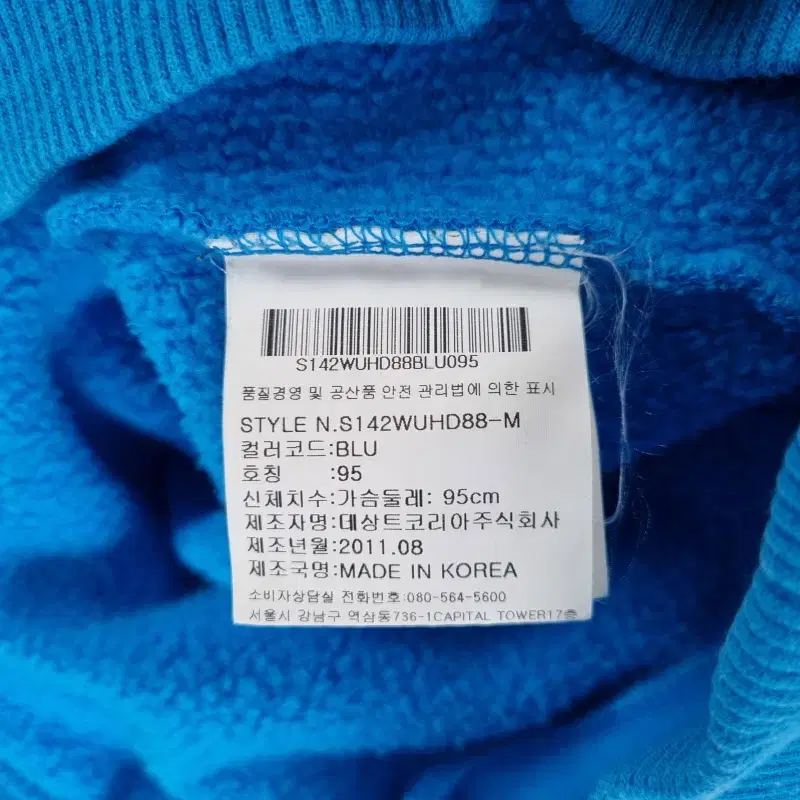 S142WUHD88BLU095
품질경영 및 공산품 안전 관리법에 의한 표시
STYLE N.S142WUHD88-M
컬러코드:BLU
호칭 :95
신체치수:가슴둘레: 95cm
제조자명:데상트코리아주식회사
제조년월:2011.08
제조국명:MADE IN KOREA
소비자상담실 전화번호:080-564-5600
서울시 강남구 역삼동736-1CAPITAL TOWER17층